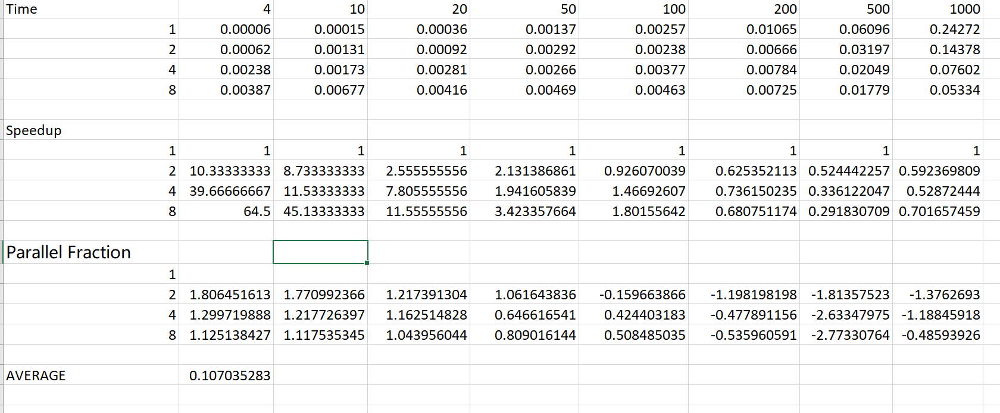 Time 4 10 20 50 100 200 500 1000
1 0.00006 0.00015 0.00036 0.00137 0.00257 0.01065 0.06096 0.24272
2 0.00062 0.00131 0.00092 0.00292 0.00238 0.00666 0.03197 0.14378
4 0.00238 0.00173 0.00281 0.00266 0.00377 0.00784 0.02049 0.07602
8 0.00387 0.00677 0.00416 0.00469 0.00463 0.00725 0.01779 0.05334
Speedup
1 1 1 1 1 1 1 1 1
2 10.33333333 8.733333333 2.555555556 2.131386861 0.926070039 0.625352113 0.524442257 0.592369809
4 39.66666667 11.53333333 7.805555556 1.941605839 1.46692607 0.736150235 0.336122047 0.52872444
8 64.5 45.13333333 11.55555556 3.423357664 1.80155642 0.680751174 0.291830709 0.701657459
Parallel Fraction
1
2 1.806451613 1.770992366 1.217391304 1.061643836 -0.159663866 -1.198198198 -1.81357523 -1.3762693
4 1.299719888 1.217726397 1.162514828 0.646616541 0.424403183 -0.477891156 -2.63347975 -1.18845918
8 1.125138427 1.117535345 1.043956044 0.809016144 0.508485035 -0.535960591 -2.77330764 -0.48593926
AVERAGE 0.107035283